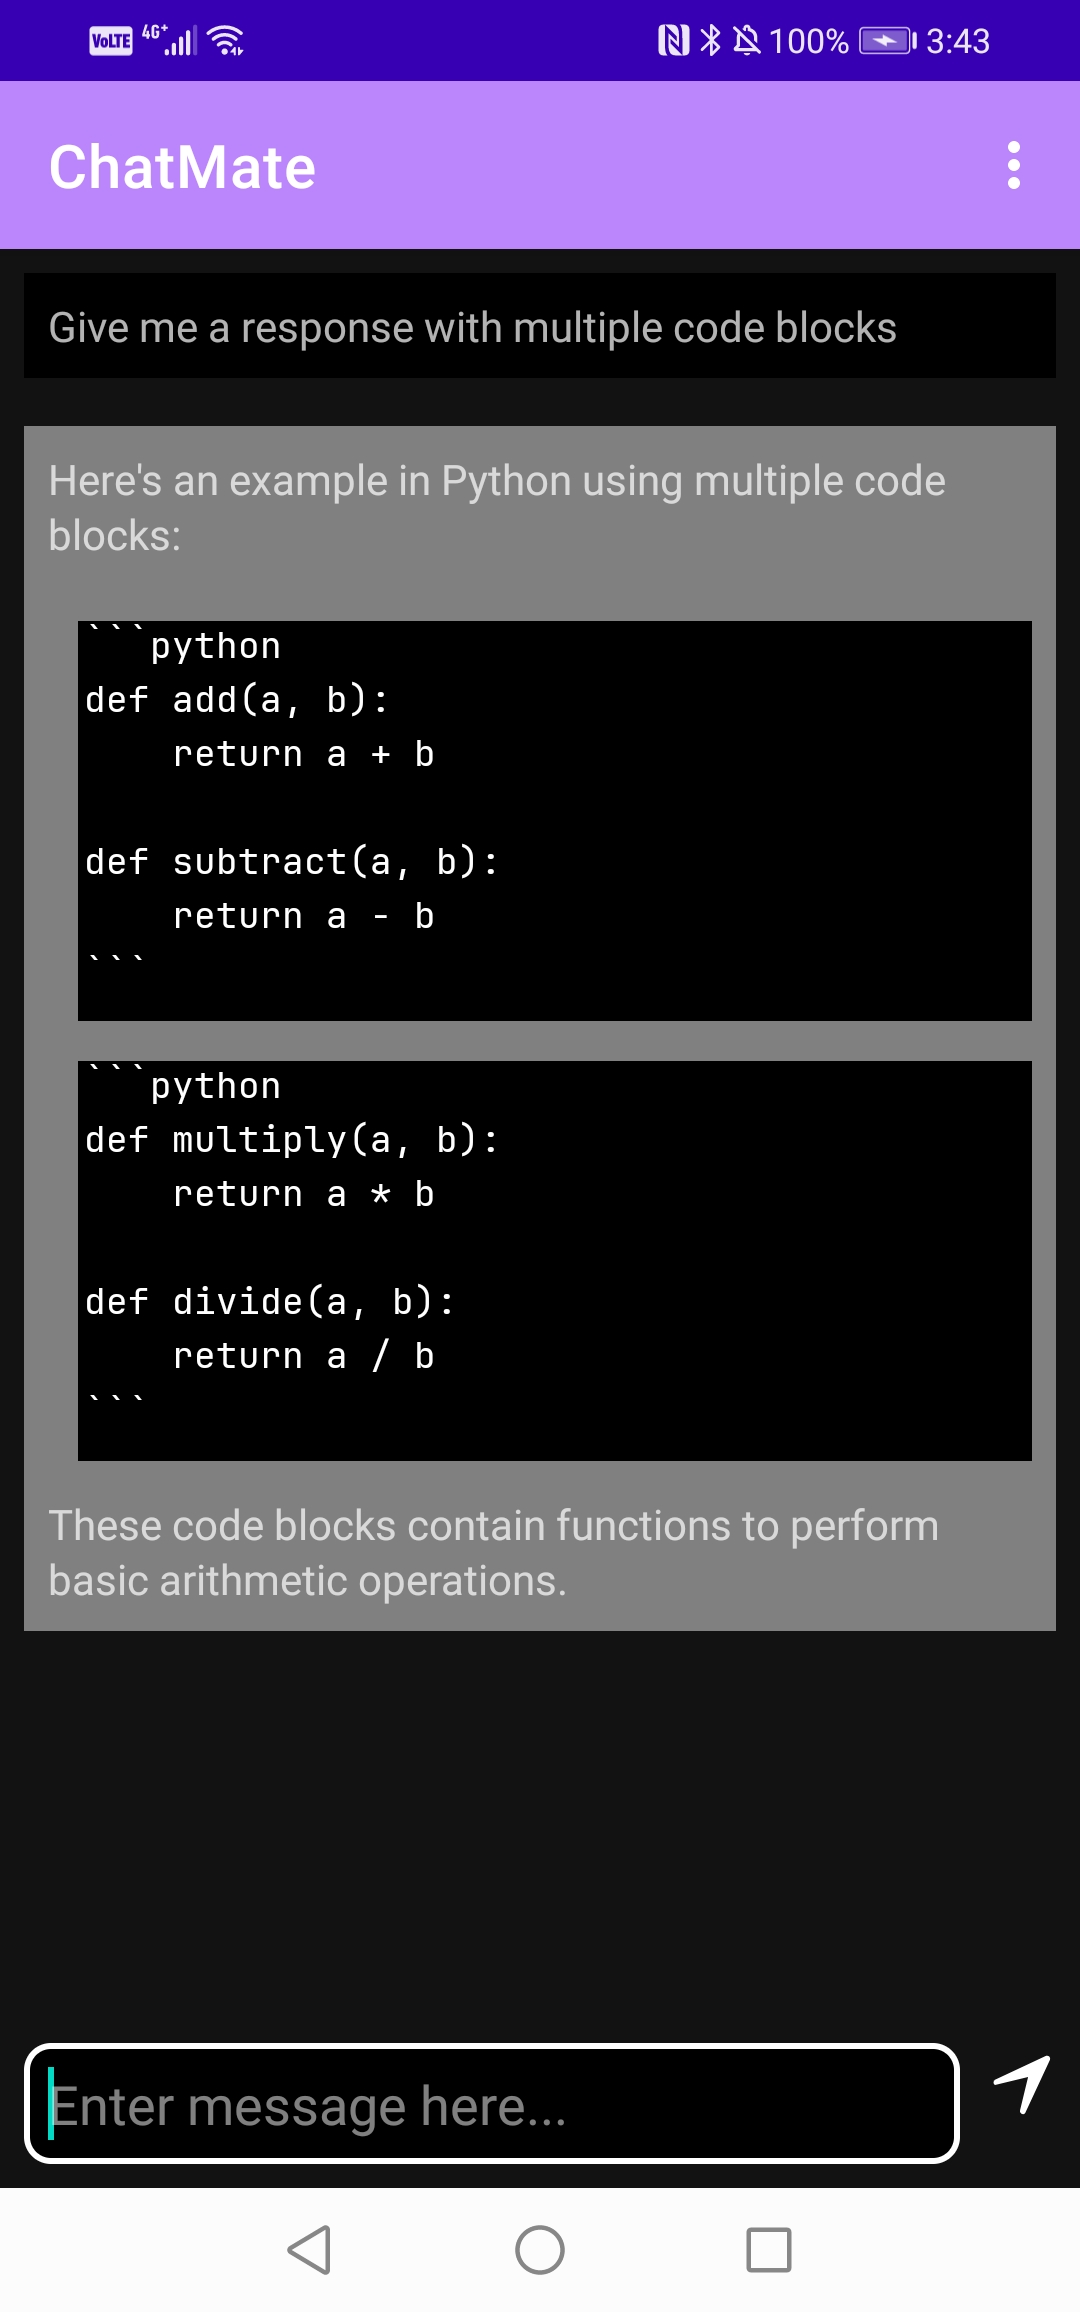 VoLTE 4G+ 100% 3:43
ChatMate
Give me a response with multiple code blocks
Here's an example in Python using multiple code
blocks:
```python
def add(a, b):
    return a + b

def subtract(a, b):
    return a - b
```
```python
def multiply(a, b):
    return a * b

def divide(a, b):
    return a / b
```
These code blocks contain functions to perform
basic arithmetic operations.
Enter message here...